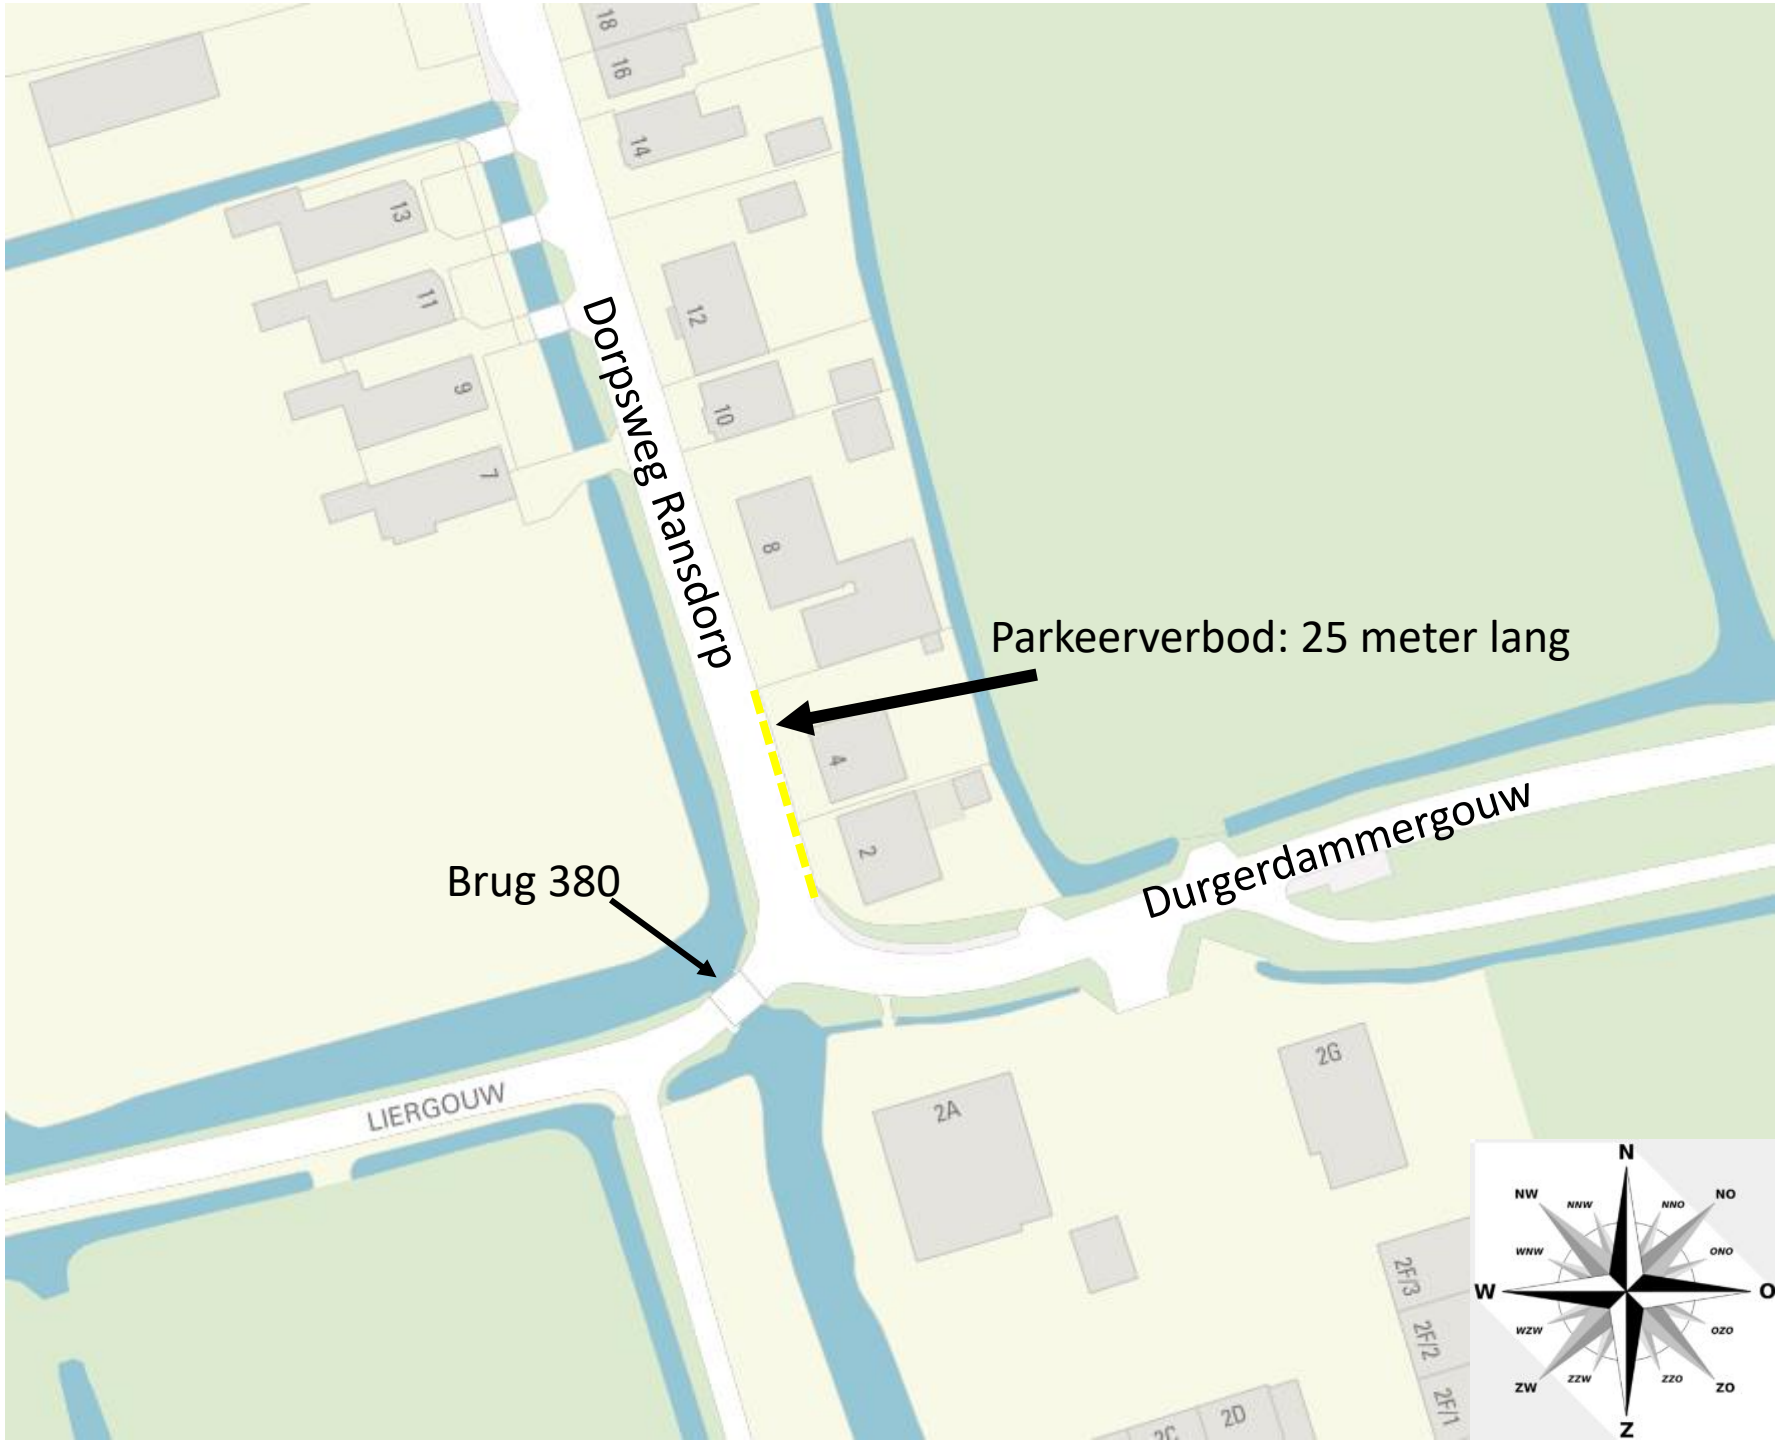 18
16
14
13
11
12
9
10
7
8
Dorpsweg Ransdorp
Parkeerverbod: 25 meter lang
4
2
Brug 380
Durgerdammergouw
LIERGOUW
2A
2G
2F/3
2F/2
2F/1
2D
2C
N
NNW
NNO
NW
NO
WNW
ONO
W
O
WZW
OZO
ZW
ZZW
ZZO
ZO
Z